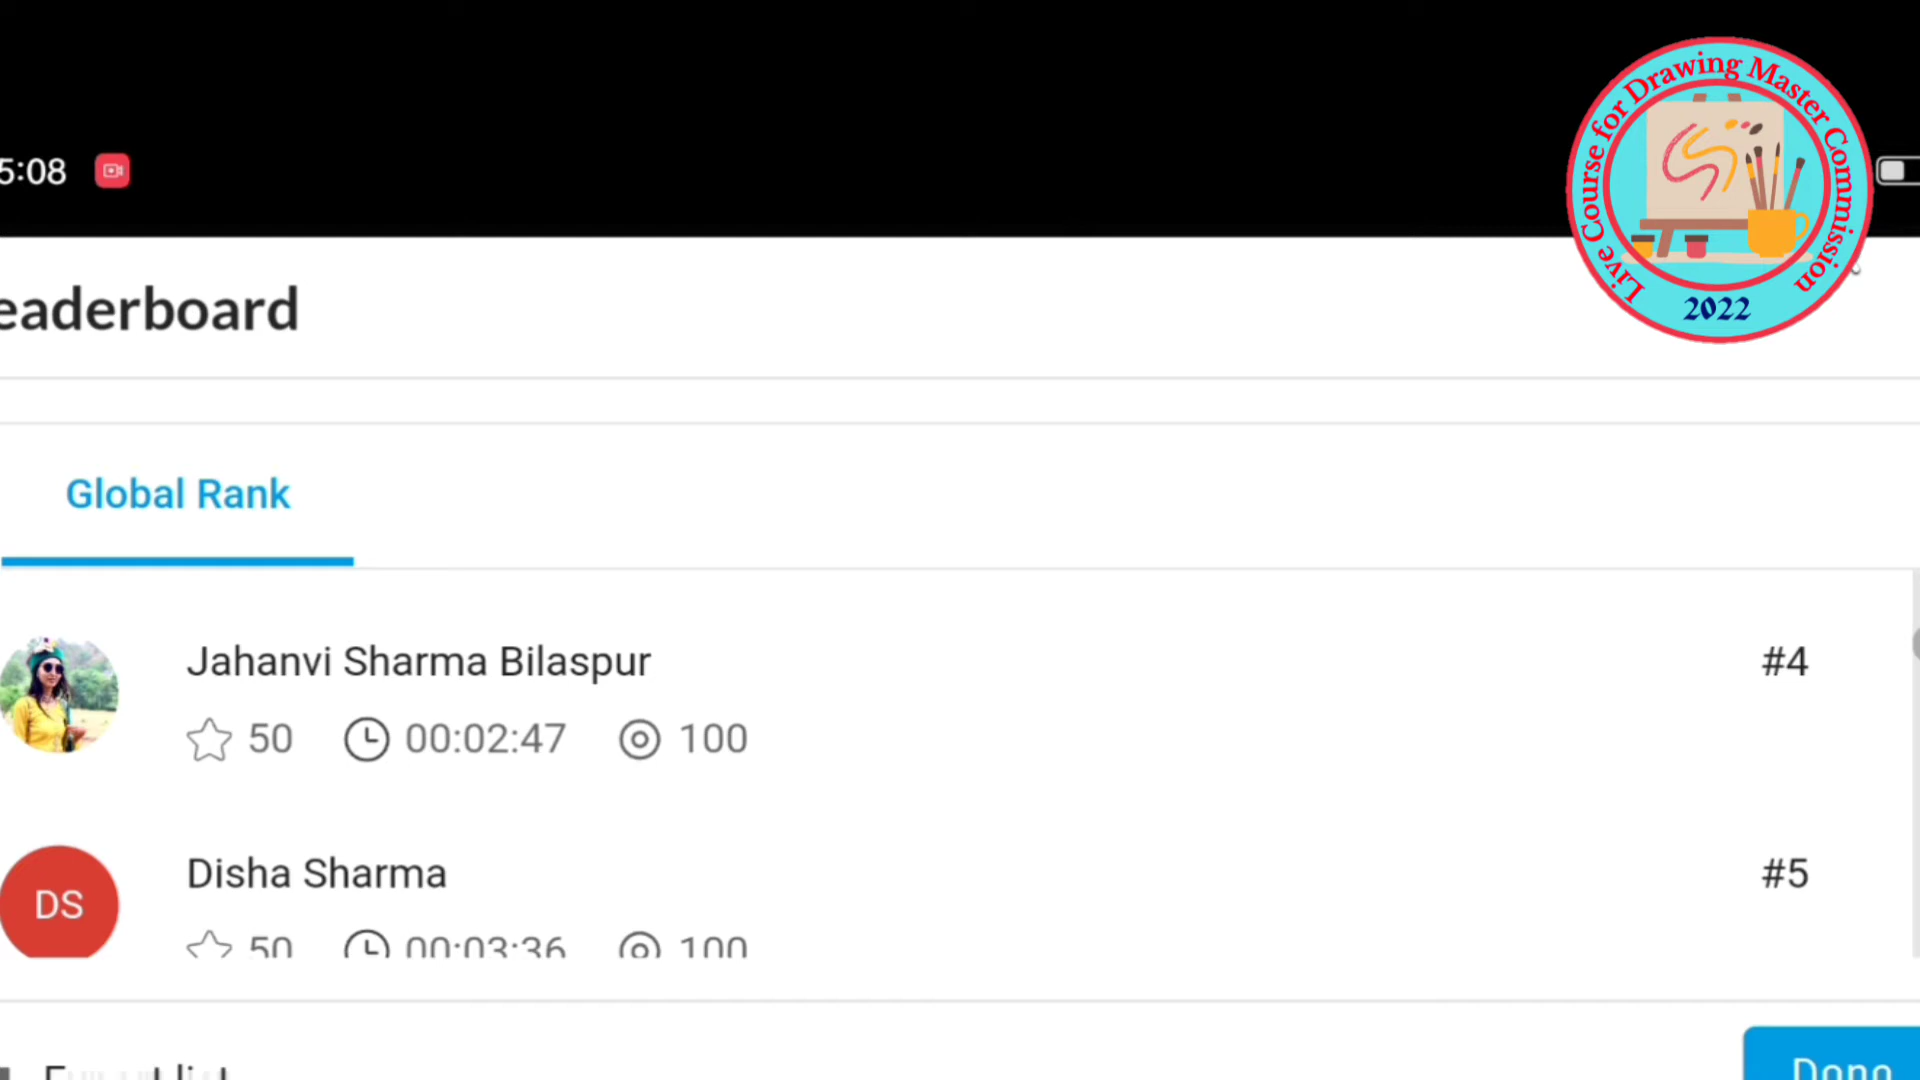 5:08
Live Course for Drawing Master Commission
2022
eaderboard
Global Rank
Jahanvi Sharma Bilaspur
#4
50 00:02:47 100
Disha Sharma
#5
DS
50 00:03:36 100
Done